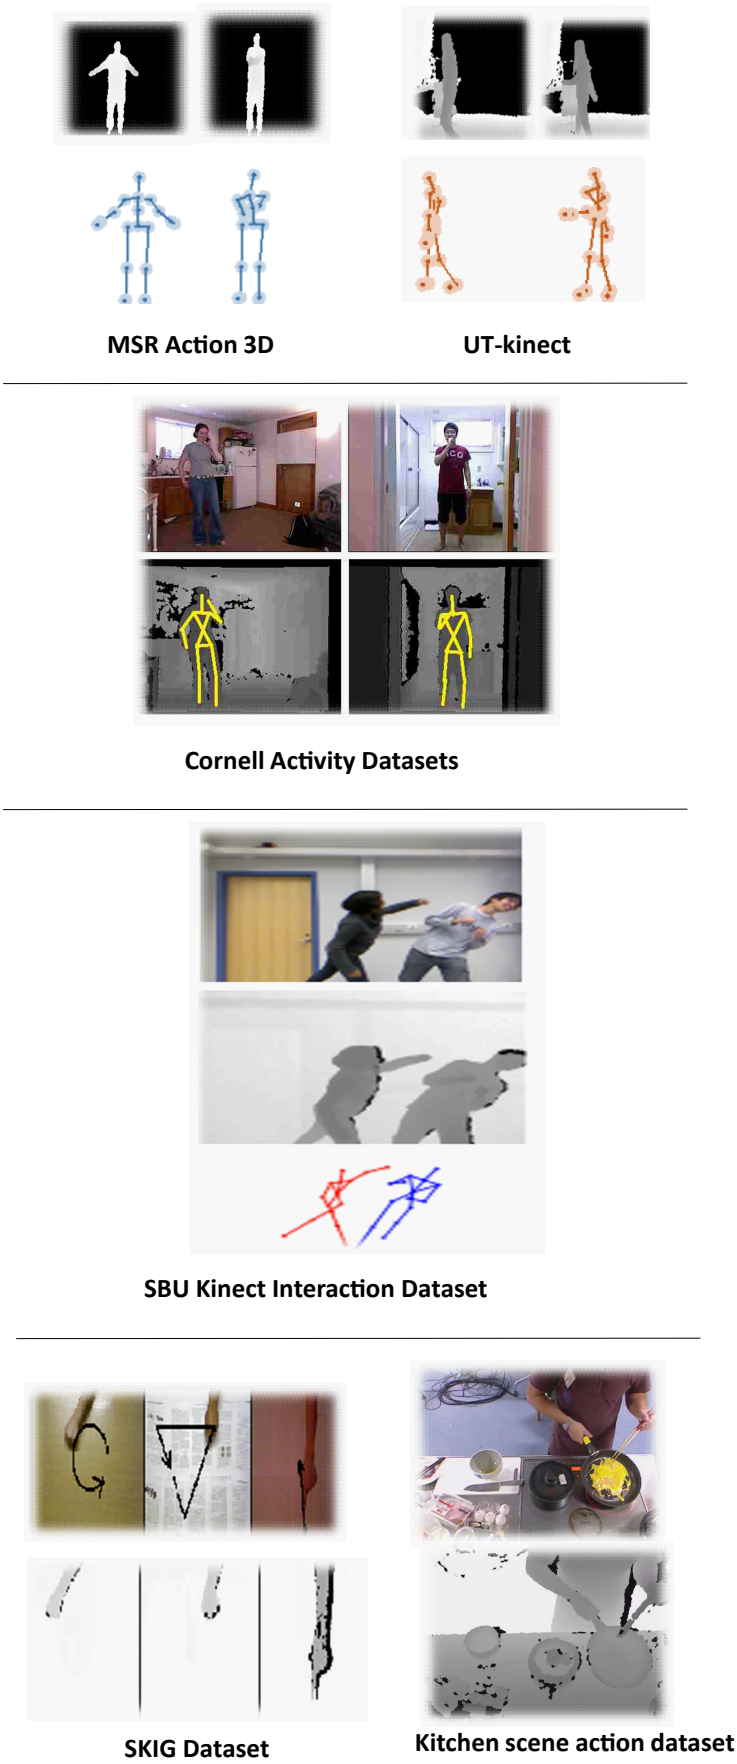 MSR Action 3D
UT-kinect
Cornell Activity Datasets
SBU Kinect Interaction Dataset
SKIG Dataset
Kitchen scene action dataset